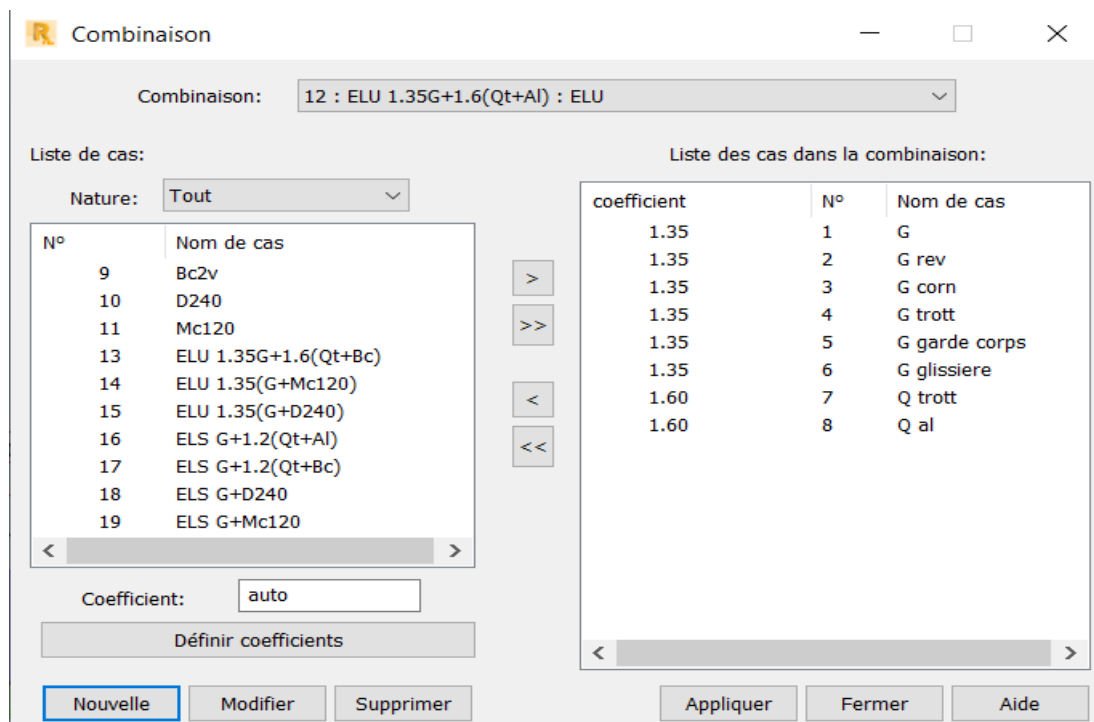 Combinaison
Combinaison: 12 : ELU 1.35G+1.6(Qt+Al) : ELU
Liste de cas:
Nature: Tout
Nº Nom de cas
9 Bc2v
10 D240
11 Mc120
13 ELU 1.35G+1.6(Qt+Bc)
14 ELU 1.35(G+Mc120)
15 ELU 1.35(G+D240)
16 ELS G+1.2(Qt+Al)
17 ELS G+1.2(Qt+Bc)
18 ELS G+D240
19 ELS G+Mc120
Coefficient: auto
Définir coefficients
Nouvelle Modifier Supprimer
>
>>
<
<<
Liste des cas dans la combinaison:
coefficient Nº Nom de cas
1.35 1 G
1.35 2 G rev
1.35 3 G corn
1.35 4 G trott
1.35 5 G garde corps
1.35 6 G glissiere
1.60 7 Q trott
1.60 8 Q al
Appliquer Fermer Aide